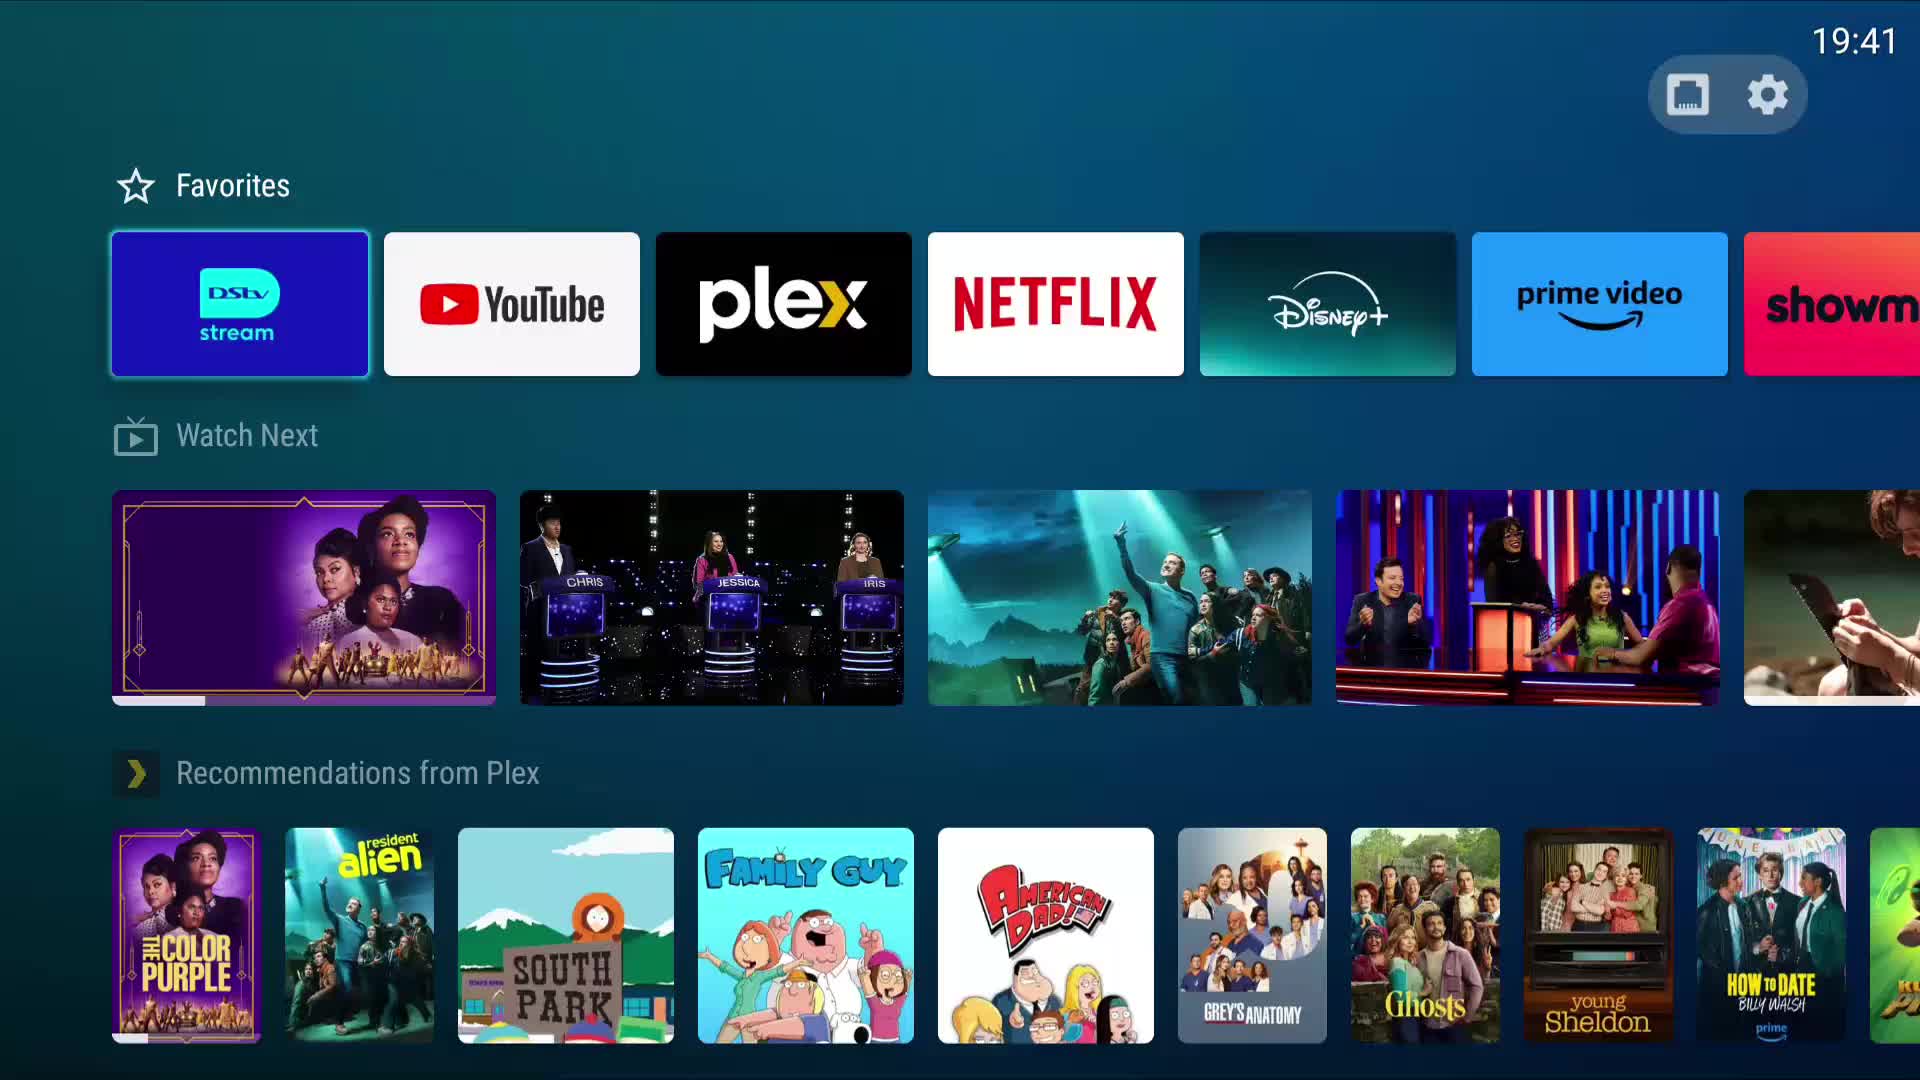 19:41
Favorites
DStv
stream
YouTube
plex
NETFLIX
Disney+
prime video
showm
Watch Next
CHRIS
JESSICA
IRIS
Recommendations from Plex
THE
COLOR
PURPLE
resident
alien
SOUTH
PARK
FAMILY GUY
AMERICAN
DAD!
GREY'S ANATOMY
Ghosts
young
Sheldon
HOW TO DATE
BILLY WALSH
prime